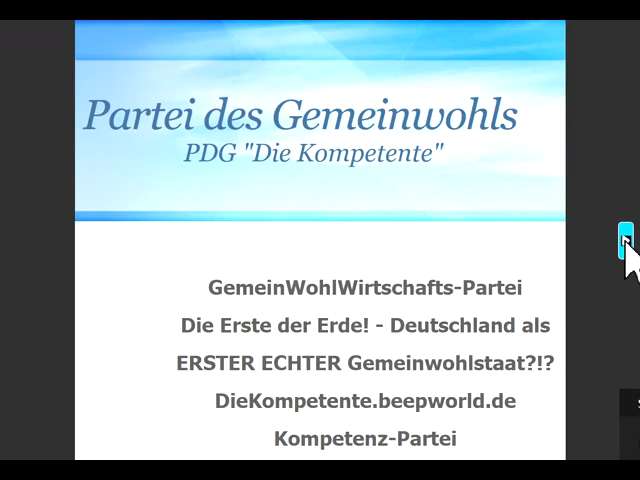 Partei des Gemeinwohls
PDG "Die Kompetente"
GemeinWohlWirtschafts-Partei
Die Erste der Erde! - Deutschland als
ERSTER ECHTER Gemeinwohlstaat?!?
DieKompetente.beepworld.de
Kompetenz-Partei